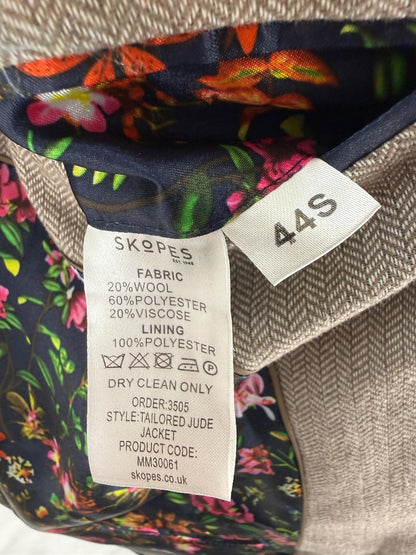 SKOPES
EST. 1948
FABRIC
20%WOOL
60%POLYESTER
20%VISCOSE
LINING
100%POLYESTER
P
DRY CLEAN ONLY
ORDER:3505
STYLE:TAILORED JUDE
JACKET
PRODUCT CODE:
MM30061
skopes.co.uk
44S